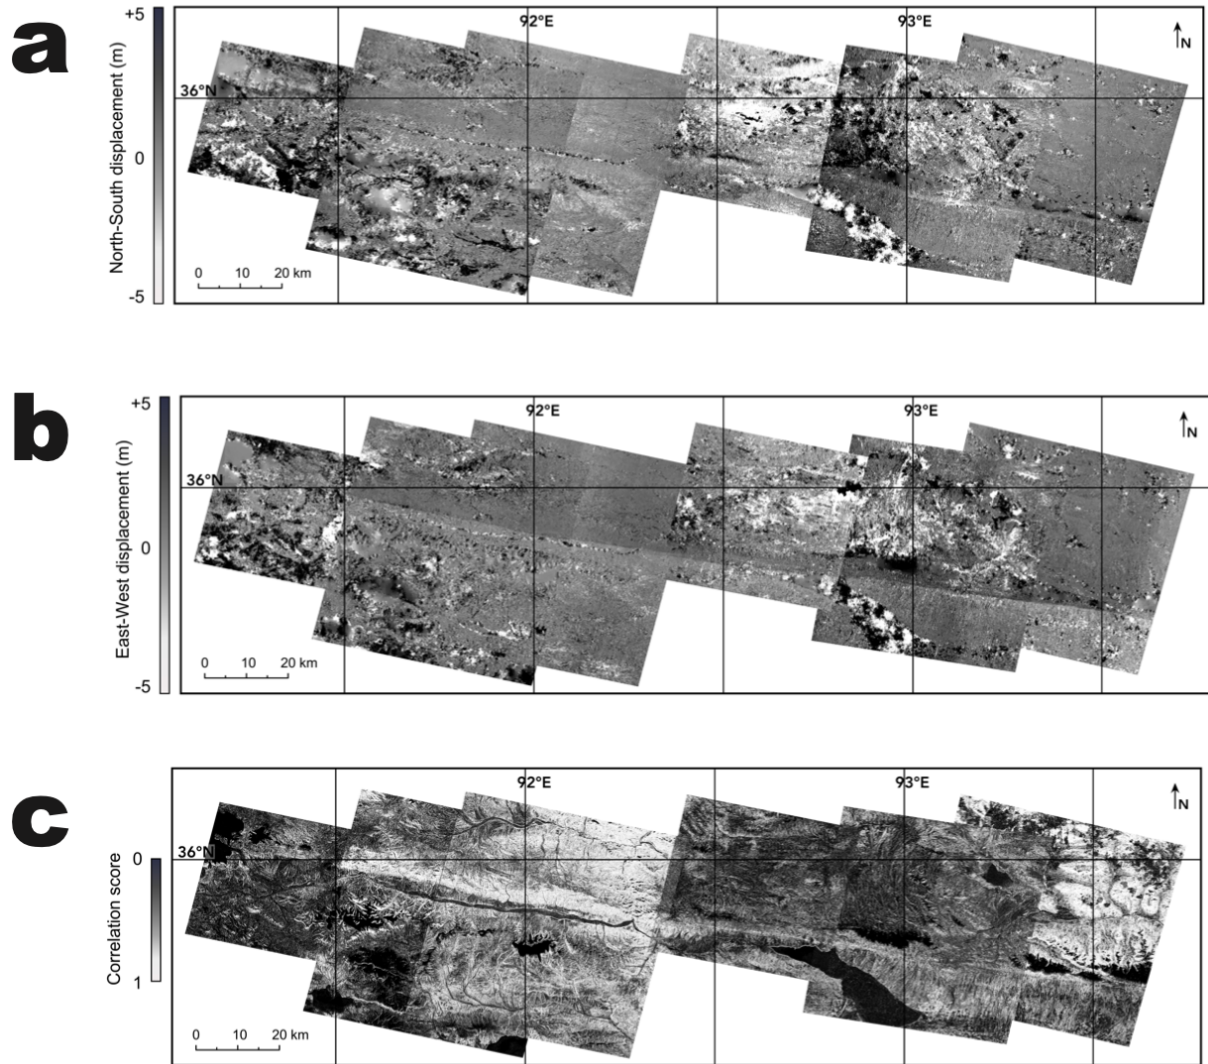 a
North-South displacement (m)
+5
0
-5
92°E
93°E
N
36°N
0 10 20 km
b
East-West displacement (m)
+5
0
-5
92°E
93°E
N
36°N
0 10 20 km
c
Correlation score
0
1
92°E
93°E
N
36°N
0 10 20 km